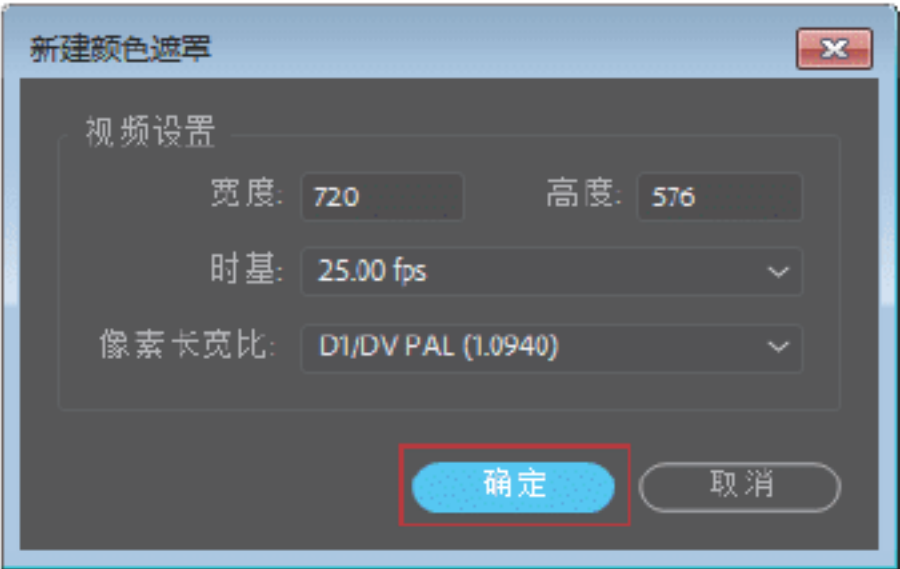 新建颜色遮罩
视频设置
宽度: 720 高度: 576
时基: 25.00 fps
像素长宽比: D1/DV PAL (1.0940)
确定 取消